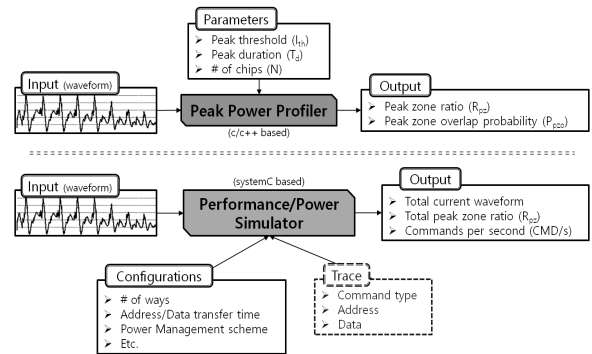 Parameters
➢ Peak threshold (Ith)
➢ Peak duration (Td)
➢ # of chips (N)
Input (waveform)
Peak Power Profiler
(c/c++ based)
Output
➢ Peak zone ratio (Rpz)
➢ Peak zone overlap probability (Ppzo)
Input (waveform)
(systemC based)
Performance/Power
Simulator
Output
➢ Total current waveform
➢ Total peak zone ratio (Rpz)
➢ Commands per second (CMD/s)
Configurations
➢ # of ways
➢ Address/Data transfer time
➢ Power Management scheme
➢ Etc.
Trace
➢ Command type
➢ Address
➢ Data